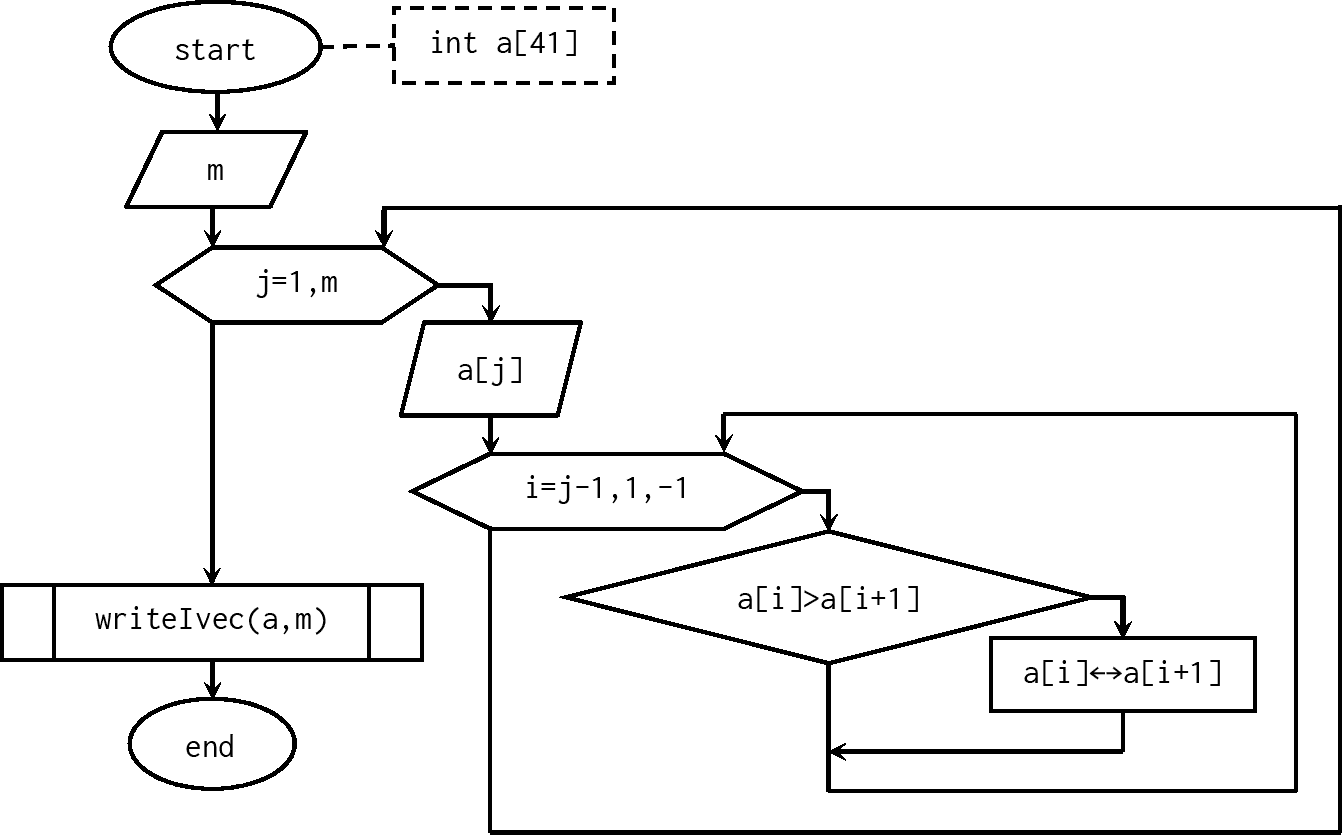 start
int a[41]
m
j=1,m
a[j]
i=j-1,1,-1
a[i]>a[i+1]
writeIvec(a,m)
a[i]↔a[i+1]
end